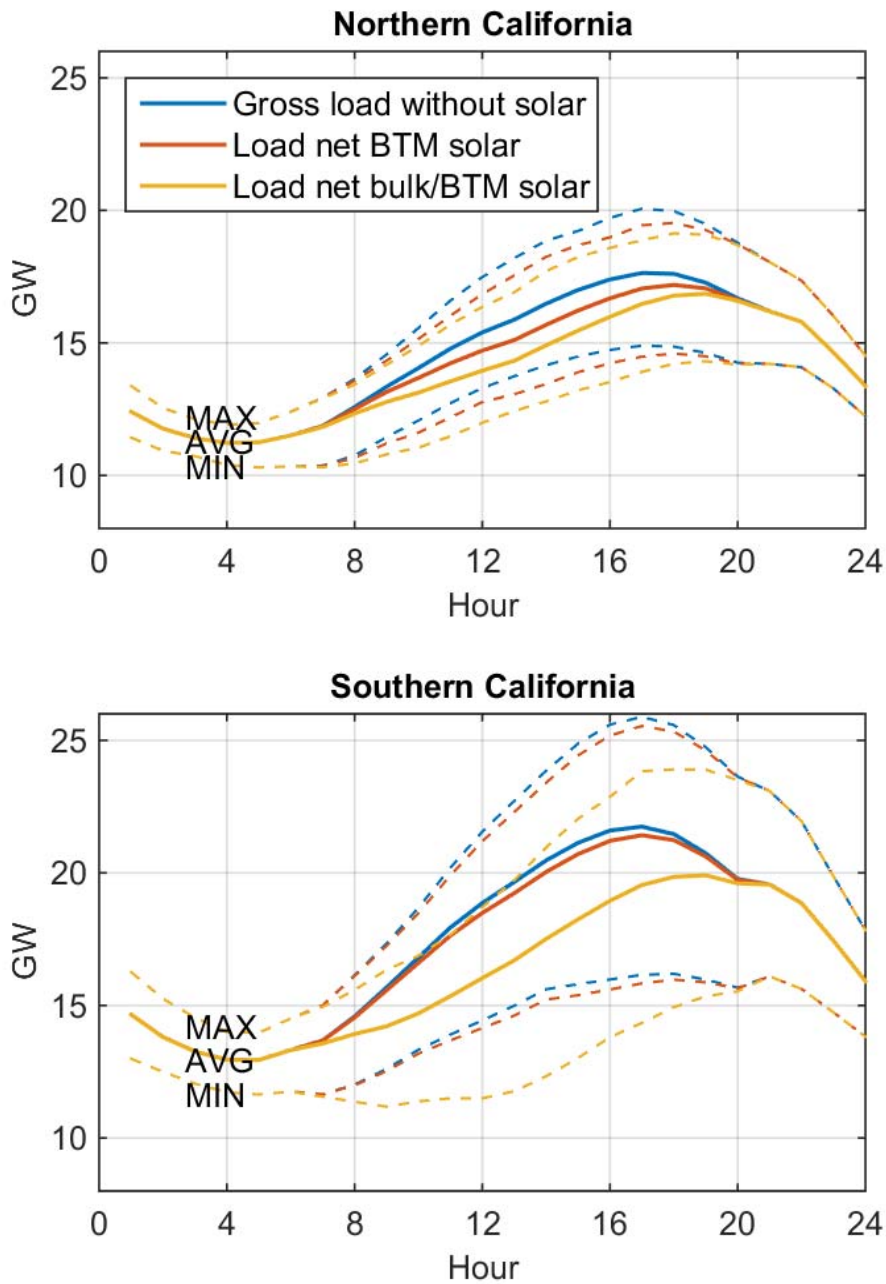 Northern California
25
20
15
10
GW
Gross load without solar
Load net BTM solar
Load net bulk/BTM solar
MAX
AVG
MIN
0 4 8 12 16 20 24
Hour
Southern California
25
20
15
10
GW
MAX
AVG
MIN
0 4 8 12 16 20 24
Hour